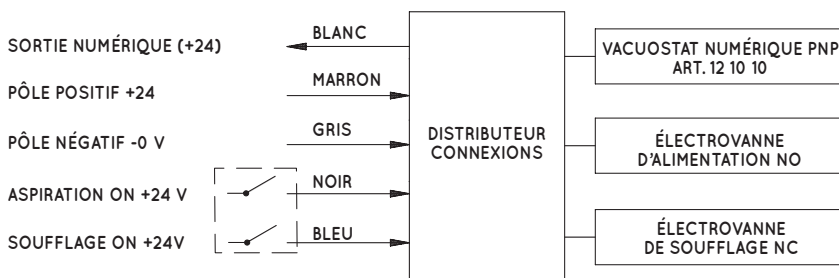 SORTIE NUMÉRIQUE (+24)
BLANC
PÔLE POSITIF +24
MARRON
PÔLE NÉGATIF -0 V
GRIS
ASPIRATION ON +24 V
NOIR
SOUFFLAGE ON +24V
BLEU
DISTRIBUTEUR
CONNEXIONS
VACUOSTAT NUMÉRIQUE PNP
ART. 12 10 10
ÉLECTROVANNE
D'ALIMENTATION NO
ÉLECTROVANNE
DE SOUFFLAGE NC